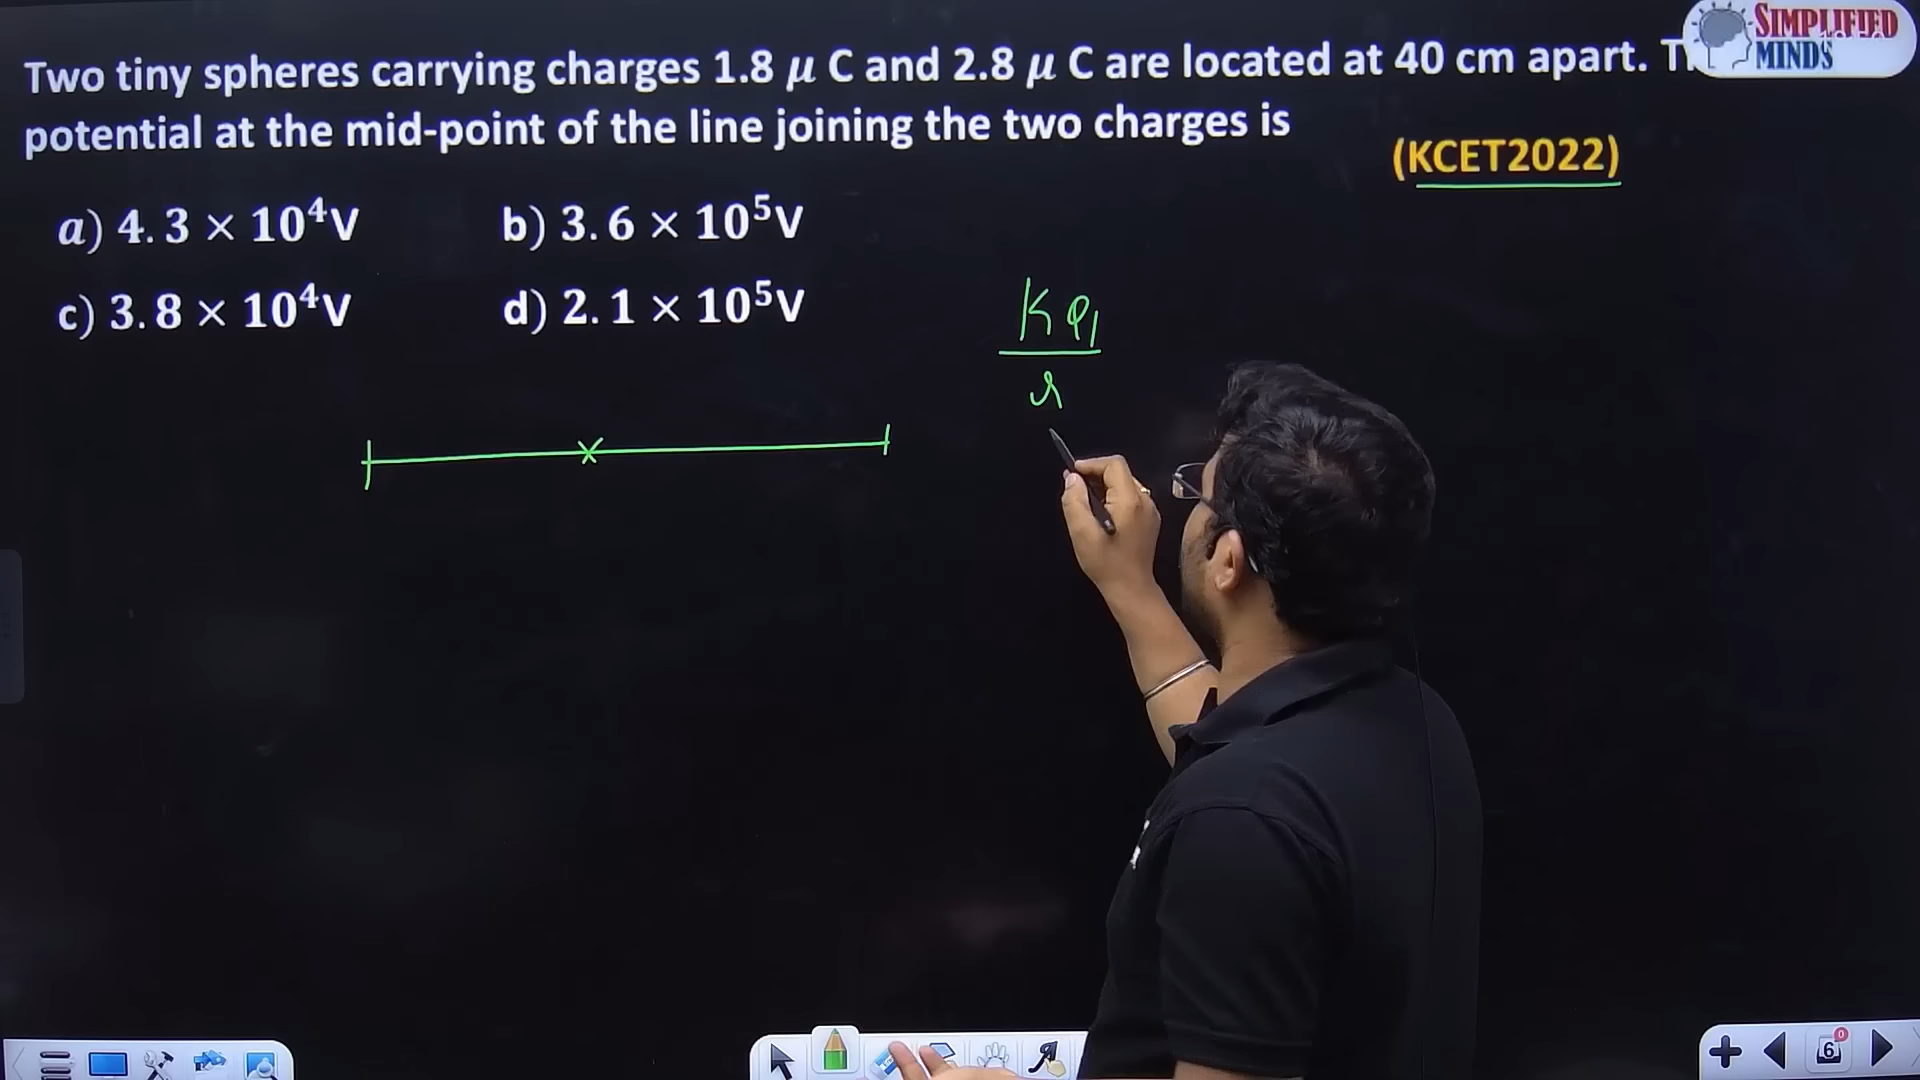 Two tiny spheres carrying charges 1.8 μ C and 2.8 μ C are located at 40 cm apart.
SIMPLIFIED
MINDS
potential at the mid-point of the line joining the two charges is
(KCET2022)
a) 4.3 × 10⁴V b) 3.6 × 10⁵V
c) 3.8 × 10⁴V d) 2.1 × 10⁵V
K q₁
r
6
0